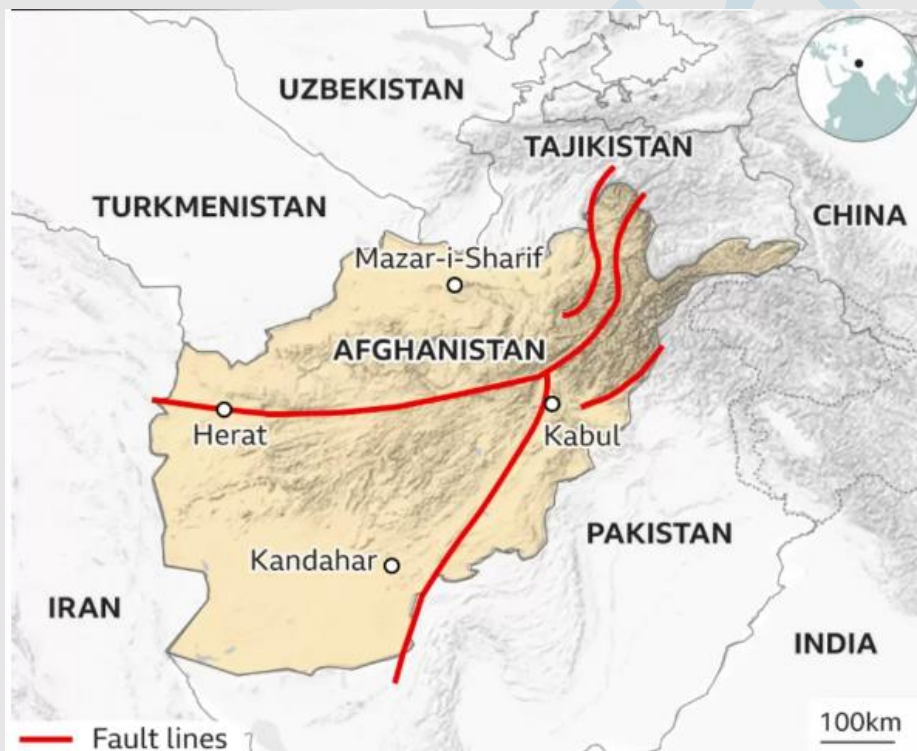 UZBEKISTAN
TAJIKISTAN
TURKMENISTAN
CHINA
Mazar-i-Sharif
AFGHANISTAN
Herat
Kabul
PAKISTAN
Kandahar
IRAN
INDIA
100km
Fault lines